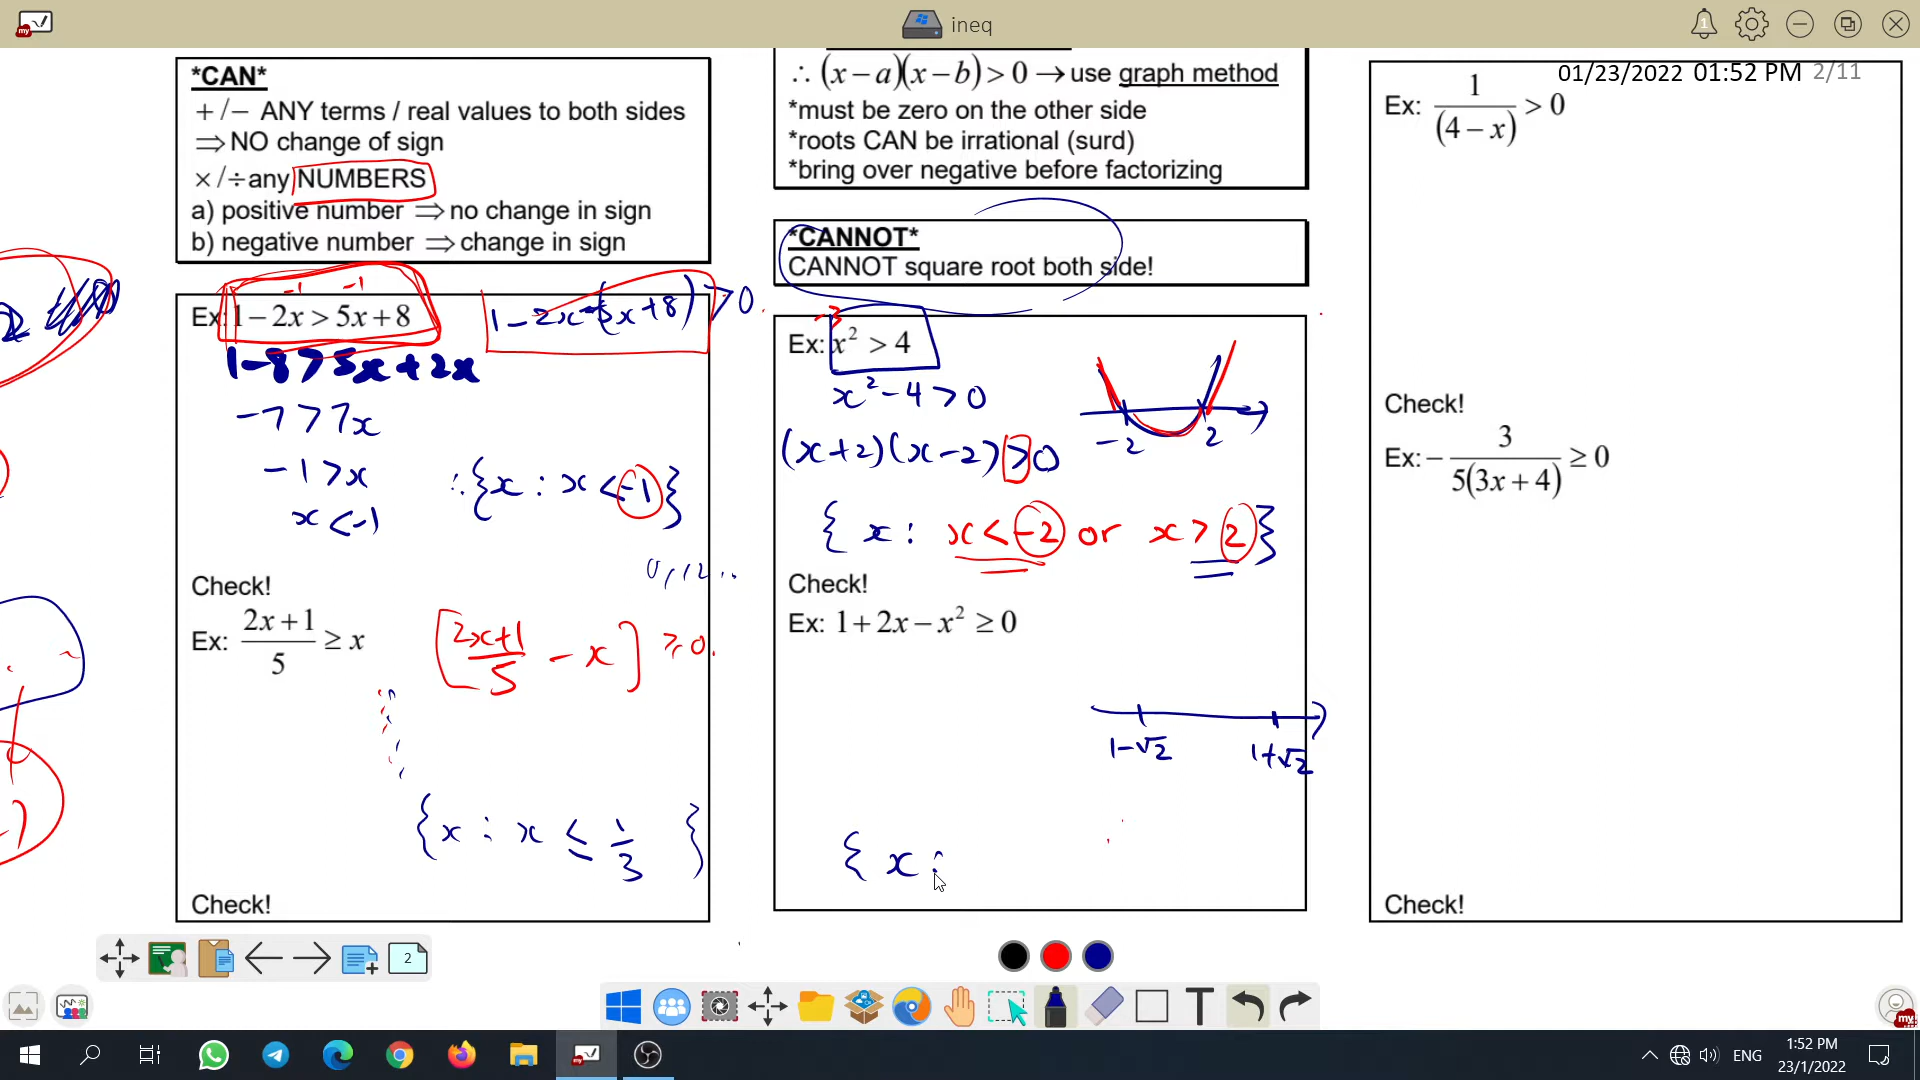 ineq
01/23/2022 01:52 PM 2/11
*CAN*
+/− ANY terms / real values to both sides
⇒ NO change of sign
×/÷ any NUMBERS
a) positive number ⇒ no change in sign
b) negative number ⇒ change in sign
Ex: 1 − 2x > 5x + 8
-1 -1
1-2x-(5x+8) > 0
1-8 > 5x+2x
-7 > 7x
-1 > x
x < -1
∴ {x : x < -1}
0, 1, 2 ...
Check!
Ex: (2x+1)/5 ≥ x
[(2x+1)/5 - x] ≥ 0
{x : x ≤ 1/3 }
Check!
∴ (x−a)(x−b) > 0 → use graph method
*must be zero on the other side
*roots CAN be irrational (surd)
*bring over negative before factorizing
*CANNOT*
CANNOT square root both side!
-3
Ex: x² > 4
x²-4 > 0
(x+2)(x-2) > 0
-2 2
{ x : x < -2 or x > 2 }
Check!
Ex: 1 + 2x − x² ≥ 0
1-√2 1+√2
{ x :
Ex: 1/(4 − x) > 0
Check!
Ex: − 3/(5(3x + 4)) ≥ 0
Check!
2
T
ENG
1:52 PM
23/1/2022